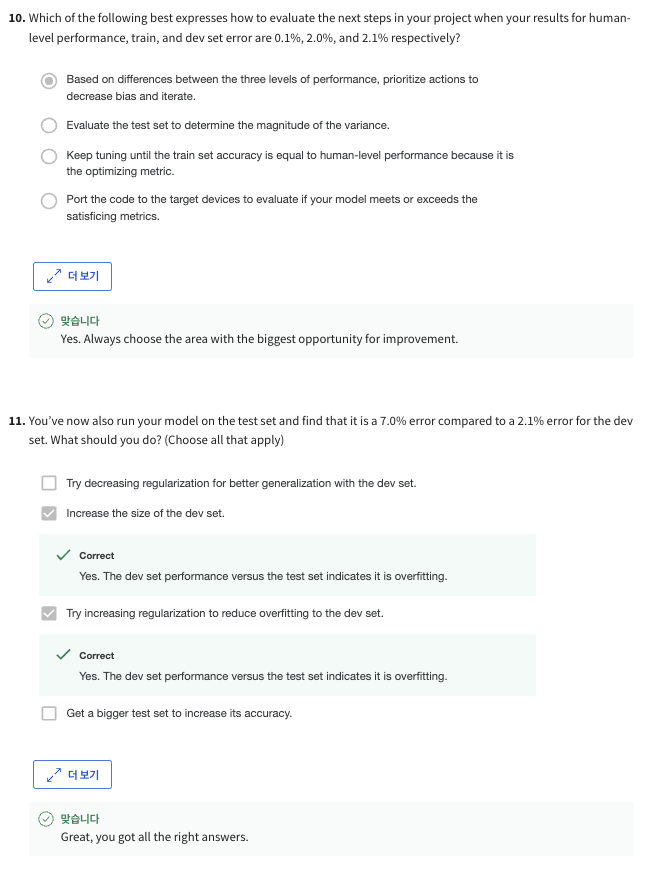 10. Which of the following best expresses how to evaluate the next steps in your project when your results for human-
level performance, train, and dev set error are 0.1%, 2.0%, and 2.1% respectively?
Based on differences between the three levels of performance, prioritize actions to
decrease bias and iterate.
Evaluate the test set to determine the magnitude of the variance.
Keep tuning until the train set accuracy is equal to human-level performance because it is
the optimizing metric.
Port the code to the target devices to evaluate if your model meets or exceeds the
satisficing metrics.
더 보기
맞습니다
Yes. Always choose the area with the biggest opportunity for improvement.
11. You've now also run your model on the test set and find that it is a 7.0% error compared to a 2.1% error for the dev
set. What should you do? (Choose all that apply)
Try decreasing regularization for better generalization with the dev set.
Increase the size of the dev set.
Correct
Yes. The dev set performance versus the test set indicates it is overfitting.
Try increasing regularization to reduce overfitting to the dev set.
Correct
Yes. The dev set performance versus the test set indicates it is overfitting.
Get a bigger test set to increase its accuracy.
더 보기
맞습니다
Great, you got all the right answers.